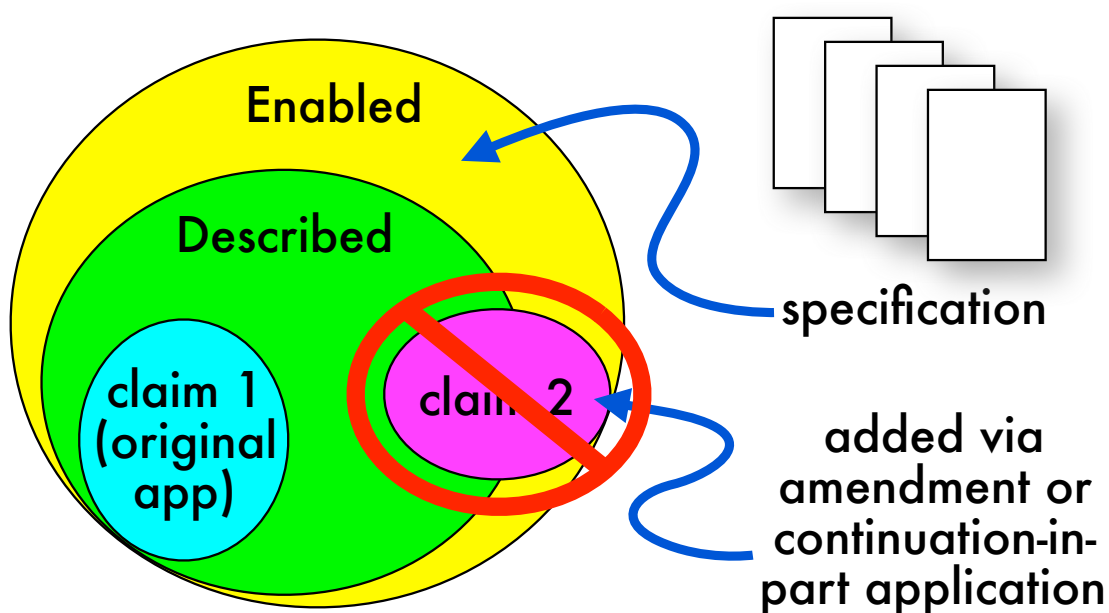 Enabled
Described
claim 1
(original
app)
claim 2
specification
added via
amendment or
continuation-in-
part application